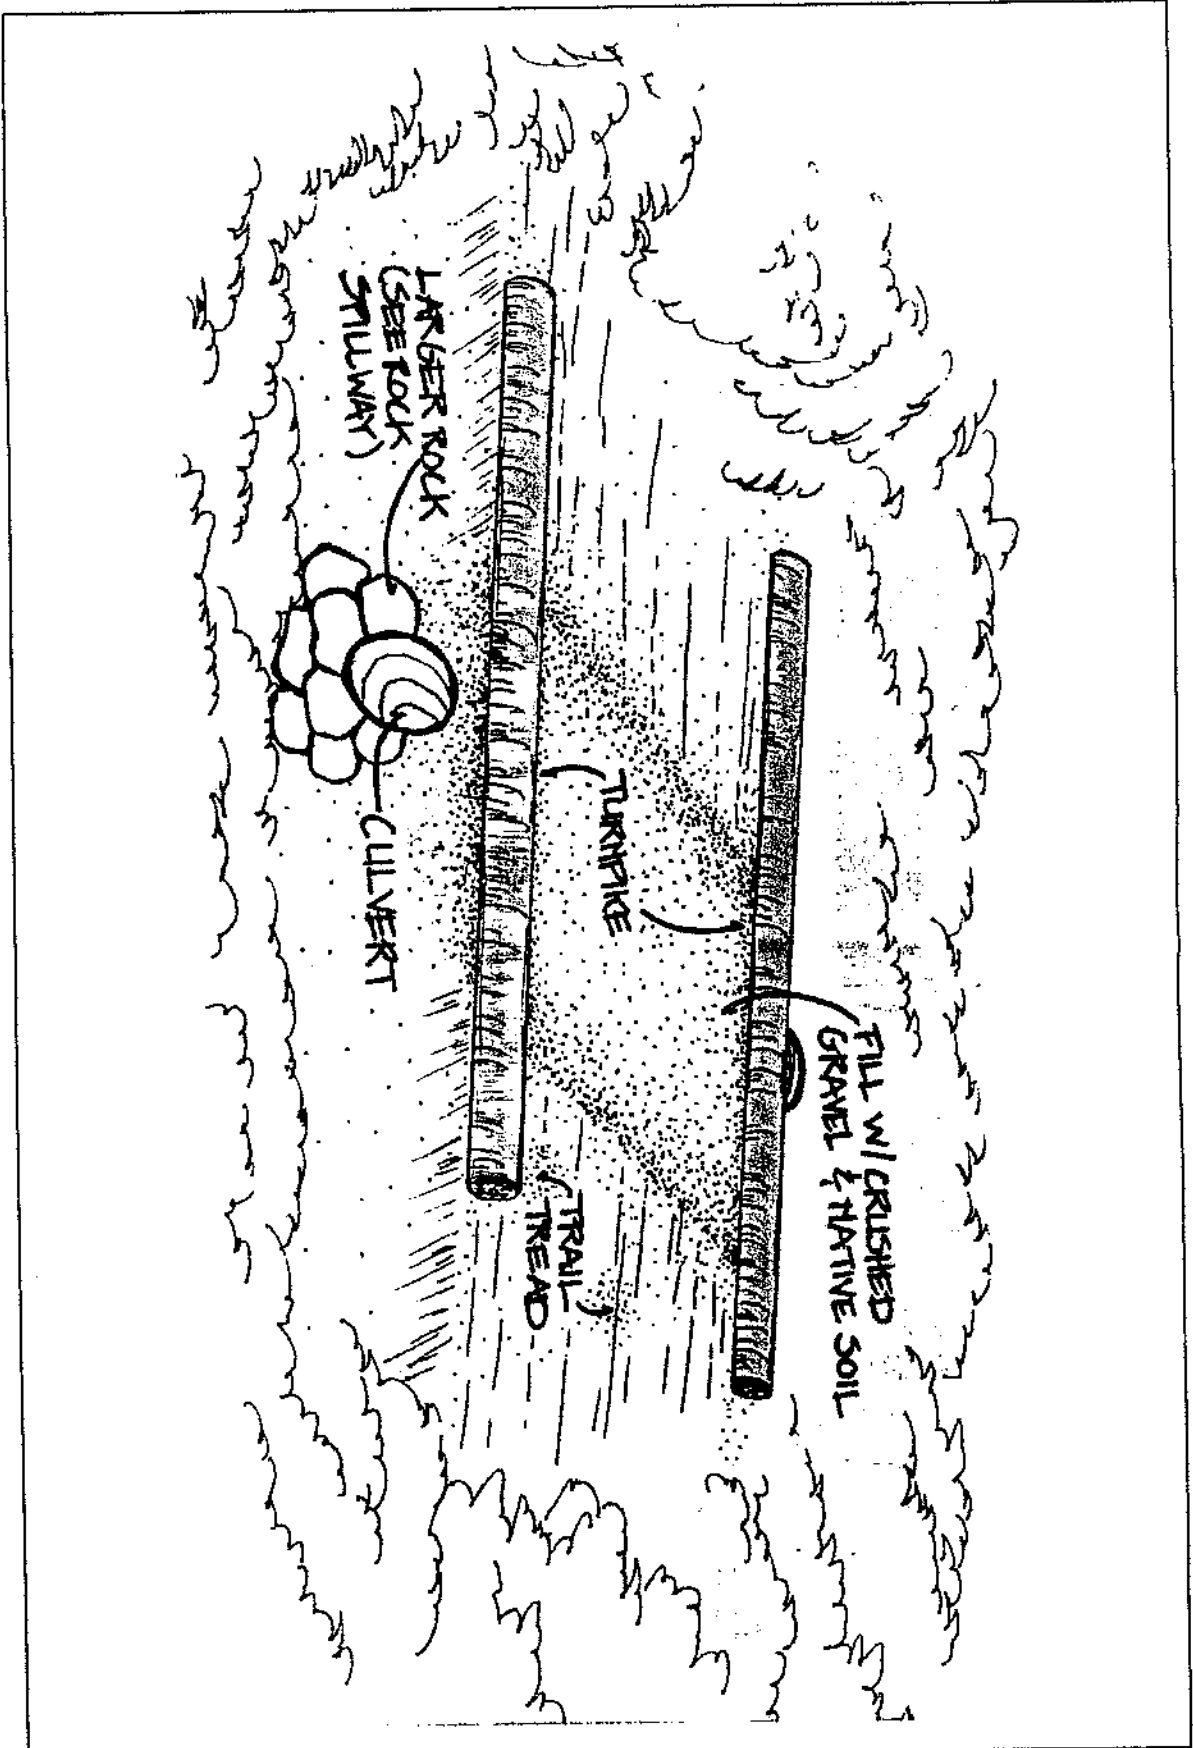 FILL W/ CRUSHED
GRAVEL & NATIVE SOIL
TURNPIKE
TRAIL
TREAD
LARGER ROCK
(SEE ROCK
SPILLWAY)
CULVERT